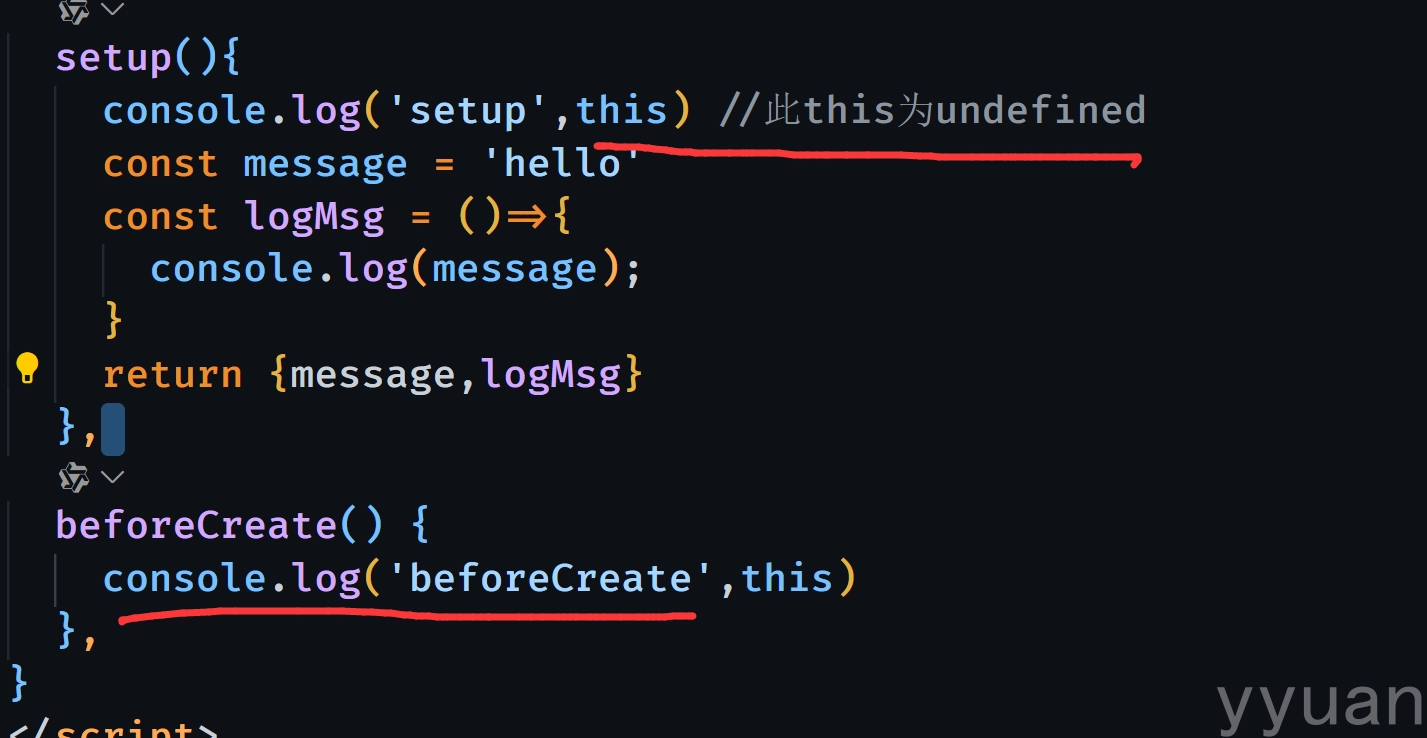 setup(){
console.log('setup',this) //此this为undefined
const message = 'hello'
const logMsg = ()=>{
console.log(message);
}
return {message,logMsg}
},
beforeCreate() {
console.log('beforeCreate',this)
},
}
</script>
yyuan